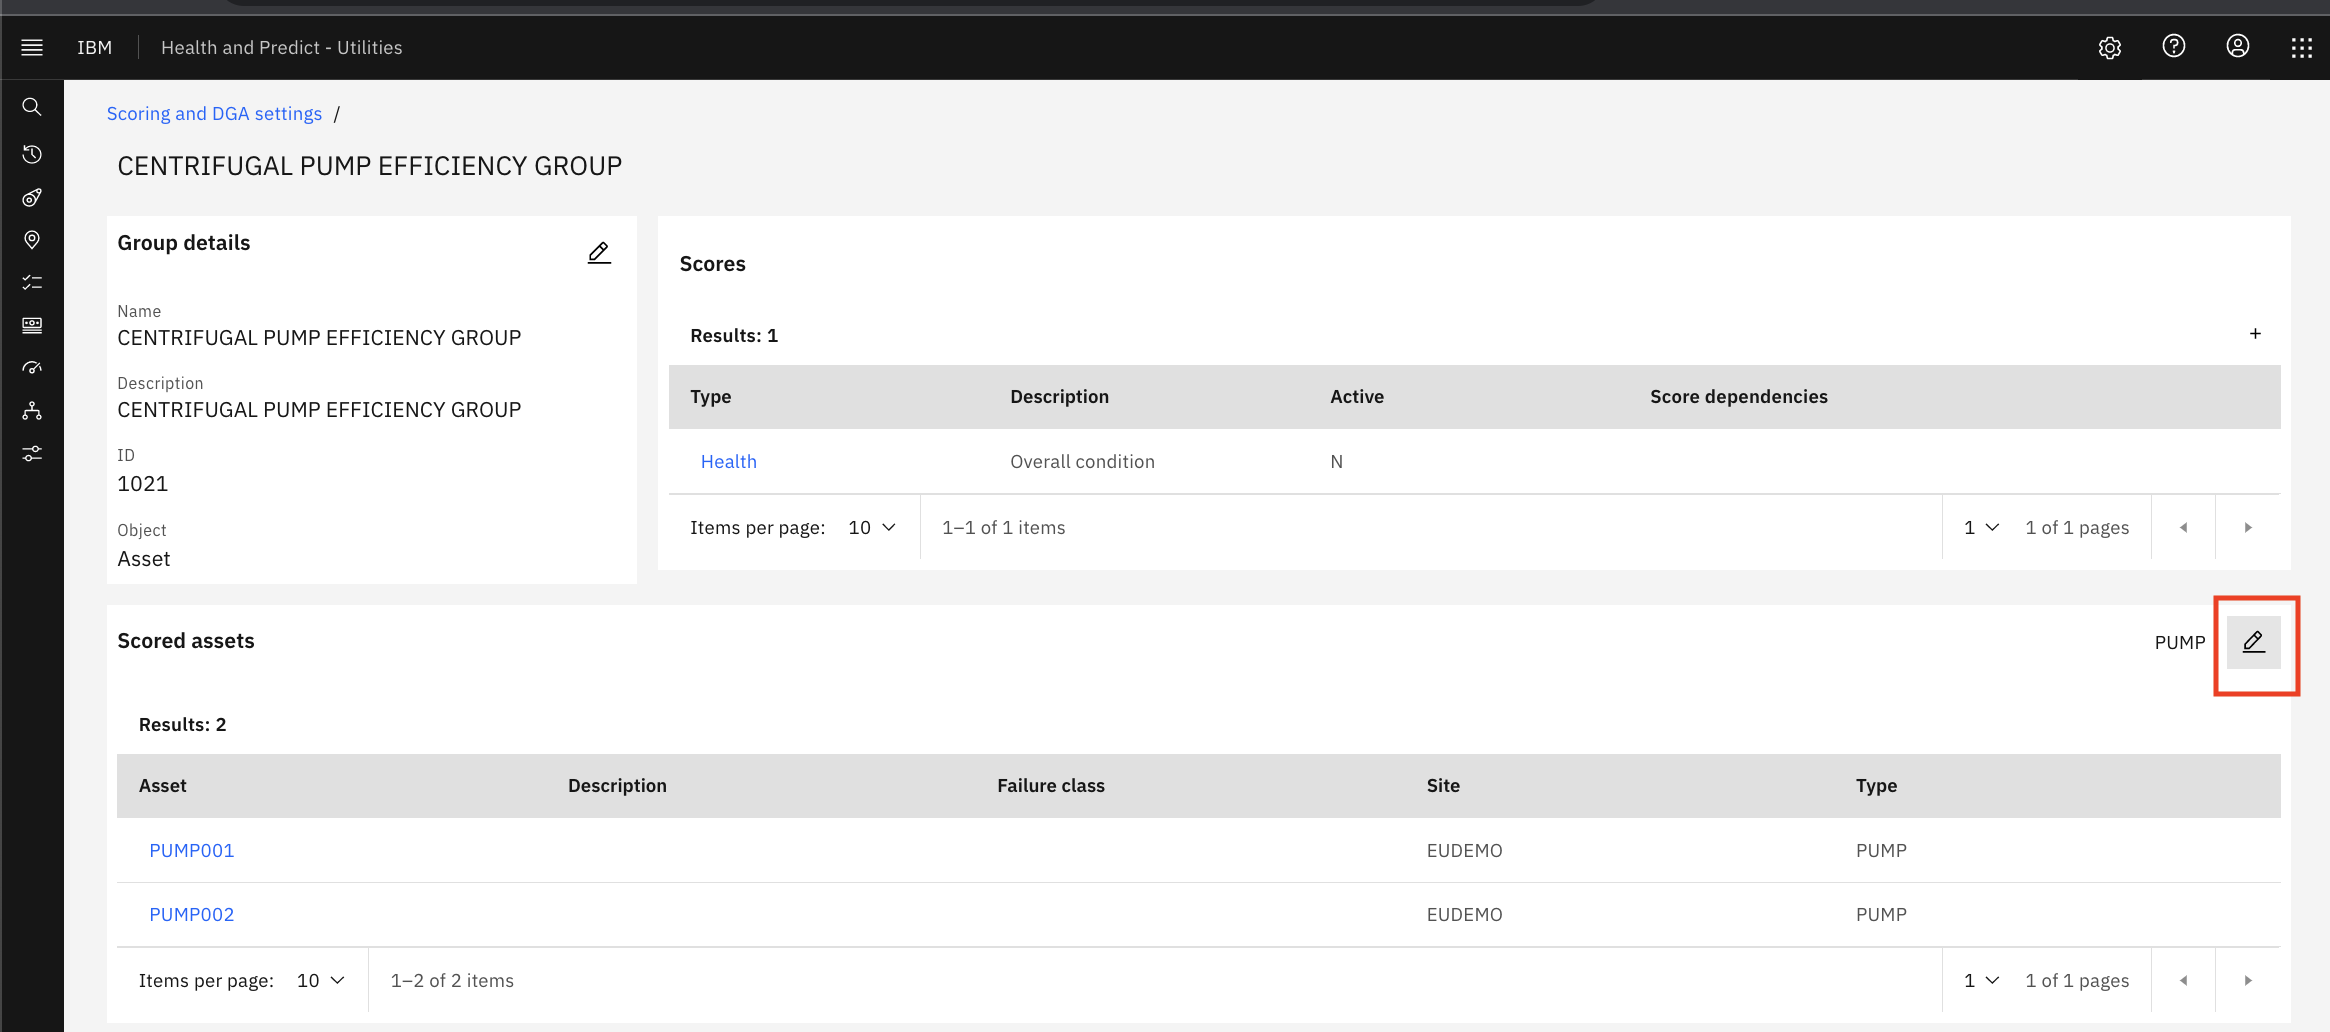 IBM Health and Predict - Utilities
Scoring and DGA settings /
CENTRIFUGAL PUMP EFFICIENCY GROUP
Group details
Name
CENTRIFUGAL PUMP EFFICIENCY GROUP
Description
CENTRIFUGAL PUMP EFFICIENCY GROUP
ID
1021
Object
Asset
Scores
Results: 1 +
Type Description Active Score dependencies
Health Overall condition N
Items per page: 10 1–1 of 1 items 1 1 of 1 pages
Scored assets PUMP
Results: 2
Asset Description Failure class Site Type
PUMP001 EUDEMO PUMP
PUMP002 EUDEMO PUMP
Items per page: 10 1–2 of 2 items 1 1 of 1 pages